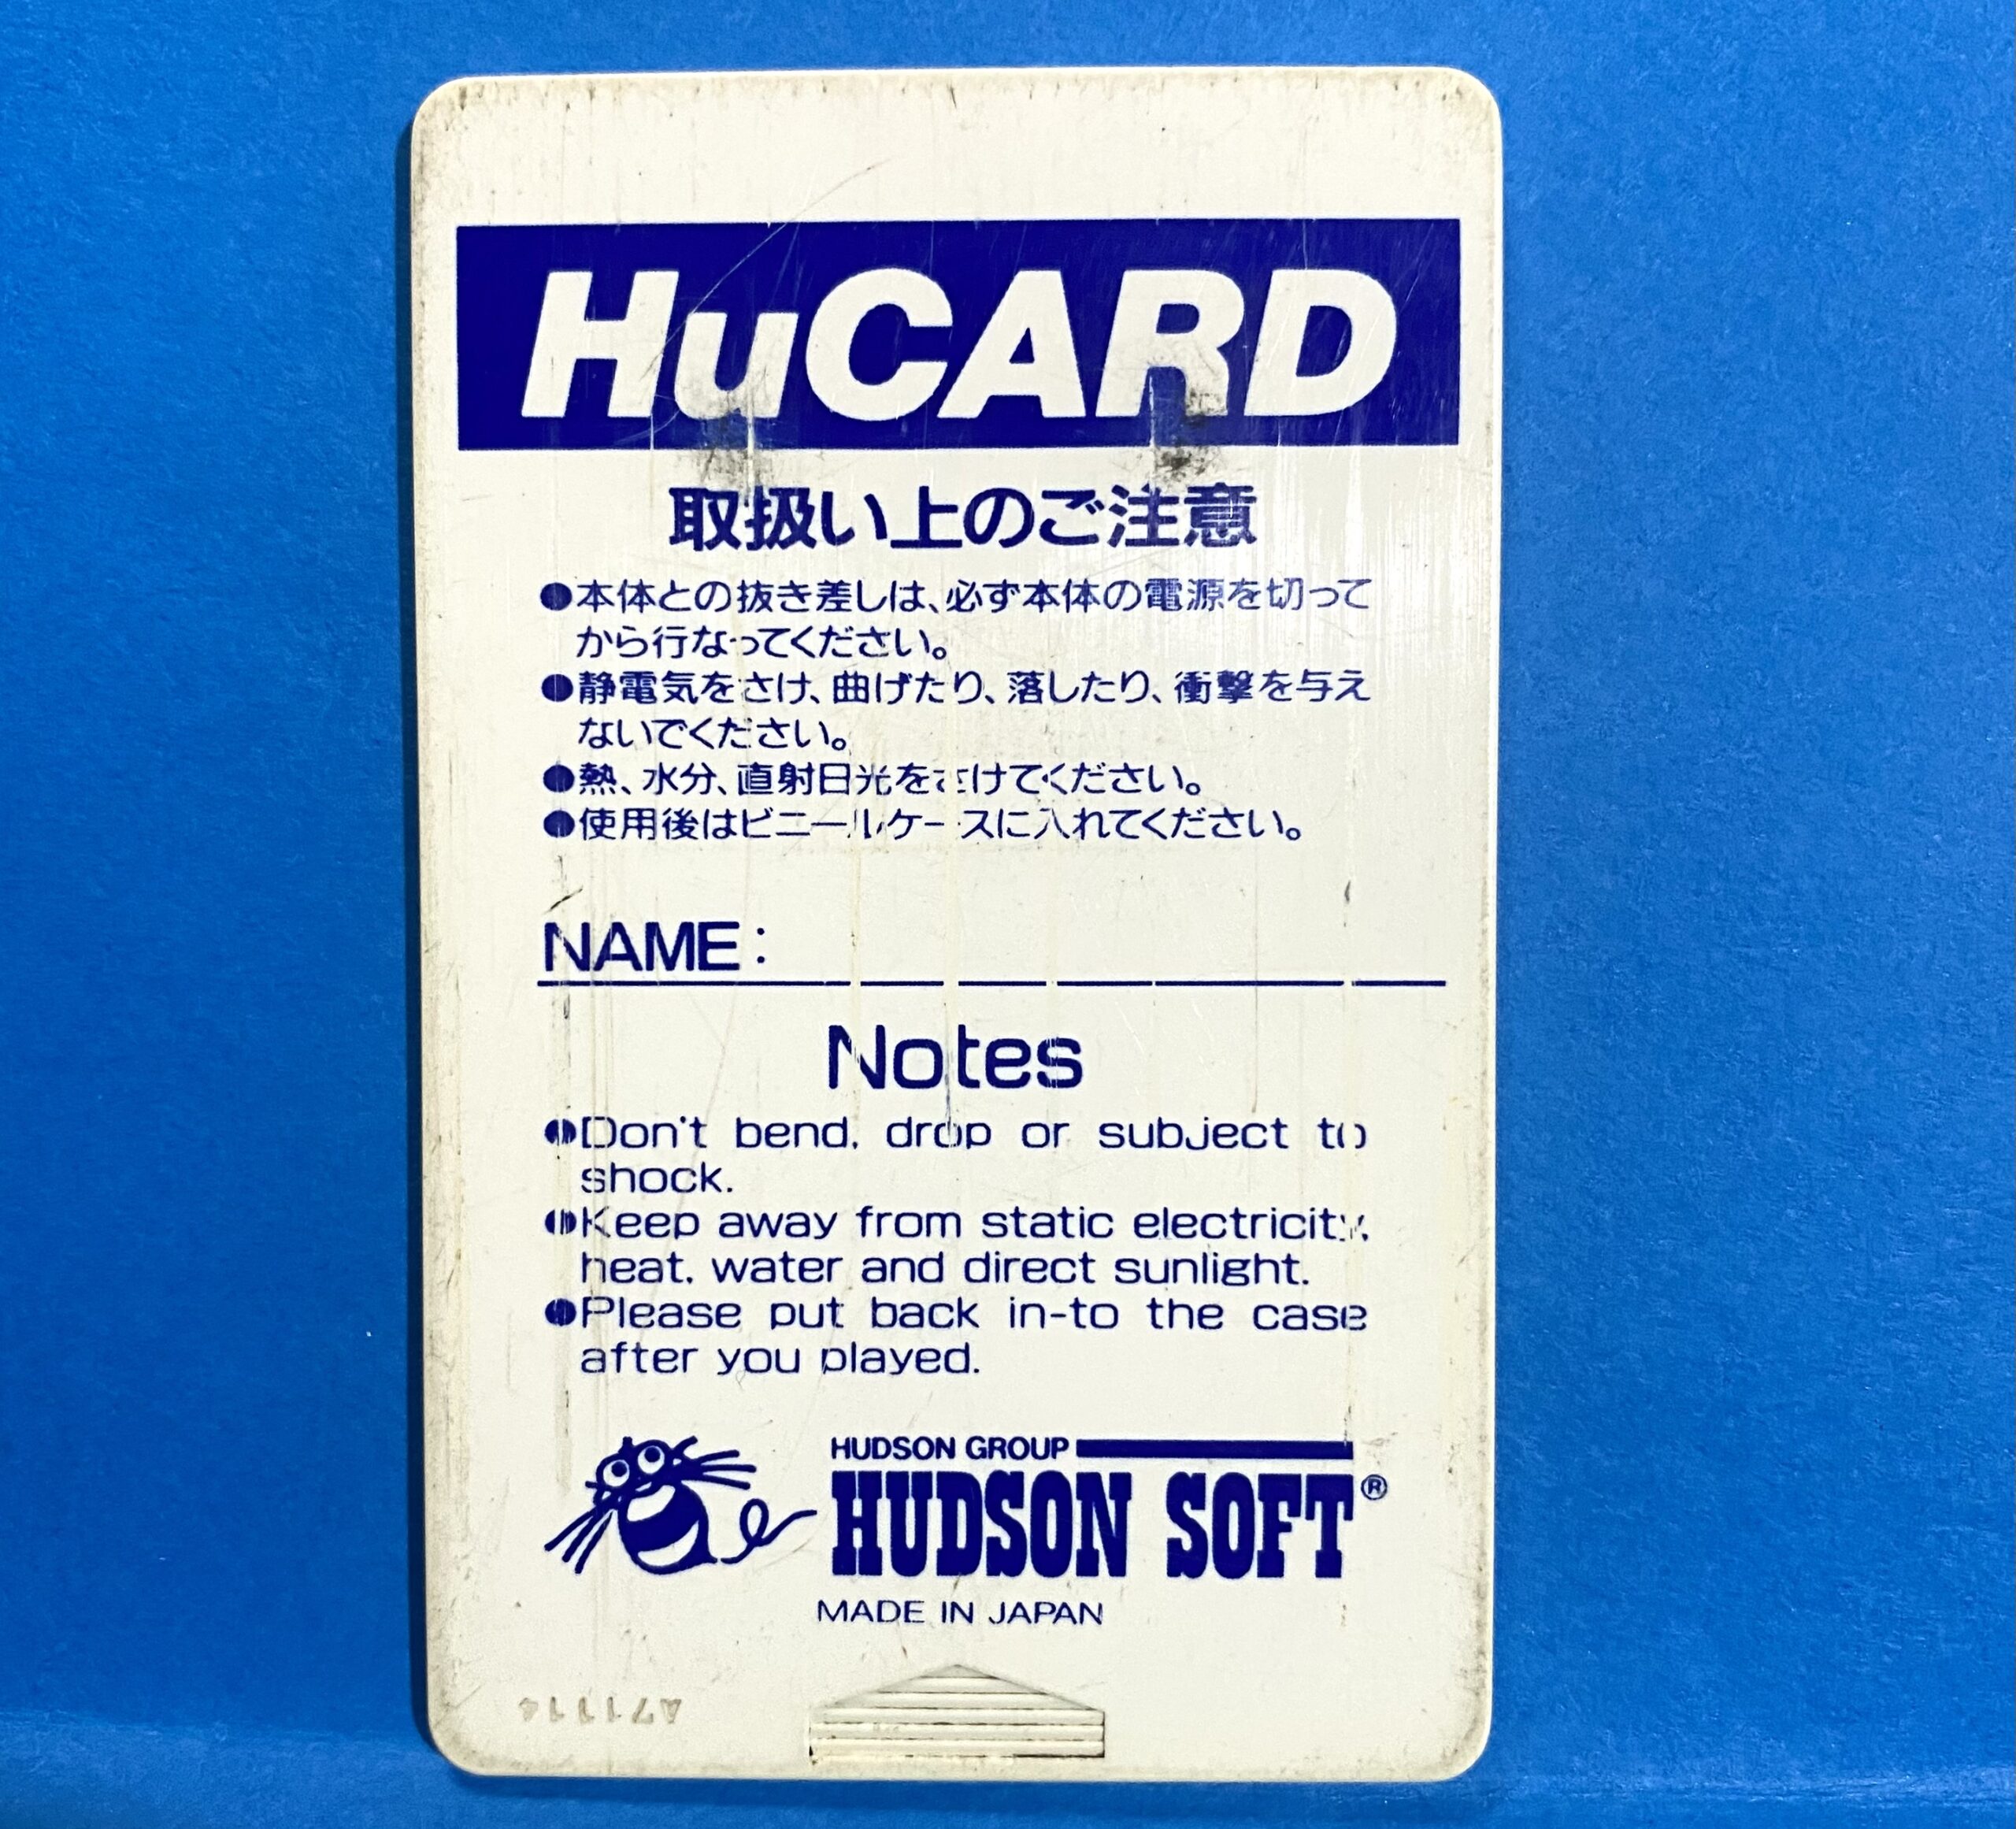 HuCARD
取扱い上のご注意
●本体との抜き差しは、必ず本体の電源を切って
から行なってください。
●静電気をさけ、曲げたり、落したり、衝撃を与え
ないでください。
●熱、水分、直射日光をさけてください。
●使用後はビニールケースに入れてください。
NAME:
Notes
●Don't bend, drop or subject to
shock.
●Keep away from static electricity,
heat, water and direct sunlight.
●Please put back in-to the case
after you played.
HUDSON GROUP
HUDSON SOFT®
MADE IN JAPAN